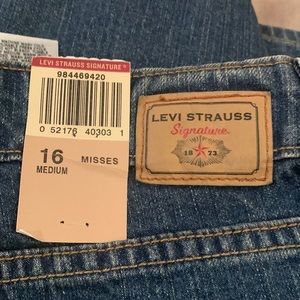 LEVI STRAUSS SIGNATURE®
984469420
0 52176 40303 1
16
MEDIUM
MISSES
LEVI STRAUSS
Signature
18 73